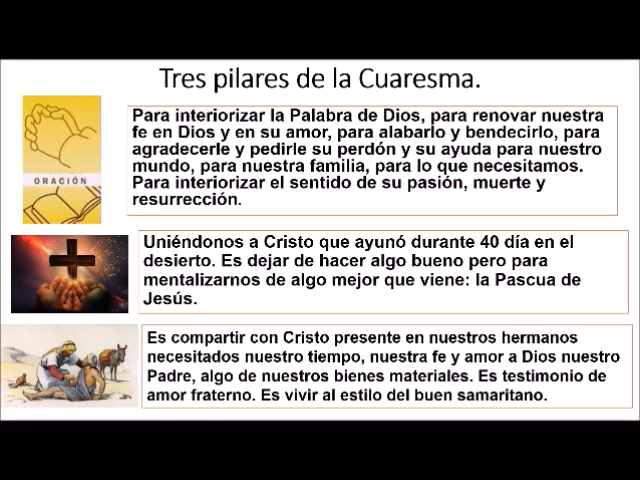 Tres pilares de la Cuaresma.
ORACIÓN
Para interiorizar la Palabra de Dios, para renovar nuestra
fe en Dios y en su amor, para alabarlo y bendecirlo, para
agradecerle y pedirle su perdón y su ayuda para nuestro
mundo, para nuestra familia, para lo que necesitamos.
Para interiorizar el sentido de su pasión, muerte y
resurrección.
Uniéndonos a Cristo que ayunó durante 40 día en el
desierto. Es dejar de hacer algo bueno pero para
mentalizarnos de algo mejor que viene: la Pascua de
Jesús.
Es compartir con Cristo presente en nuestros hermanos
necesitados nuestro tiempo, nuestra fe y amor a Dios nuestro
Padre, algo de nuestros bienes materiales. Es testimonio de
amor fraterno. Es vivir al estilo del buen samaritano.